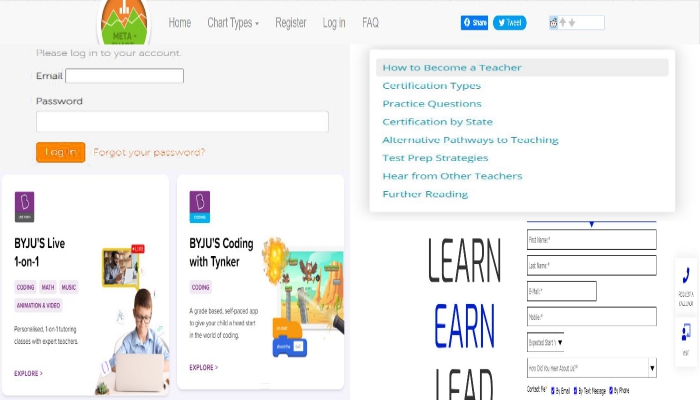 META -
Home Chart Types Register Log in FAQ
Share Tweet
Please log in to your account.
Email
Password
Log in Forgot your password?
How to Become a Teacher
Certification Types
Practice Questions
Certification by State
Alternative Pathways to Teaching
Test Prep Strategies
Hear from Other Teachers
Further Reading
BYJU'S Live
1-on-1
CODING MATH MUSIC
ANIMATION & VIDEO
Personalised, 1-on-1 tutoring
classes with expert teachers.
EXPLORE >
LIVE
BYJU'S Coding
with Tynker
CODING
A grade based, self-paced app
to give your child a head start
in the world of coding.
EXPLORE >
LEARN
EARN
LEAD
First Name:*
Last Name:*
E-Mail:*
Mobile:*
Expected Start
How Did You Hear About Us?*
Contact Me? By Email By Text Message By Phone
VISIT